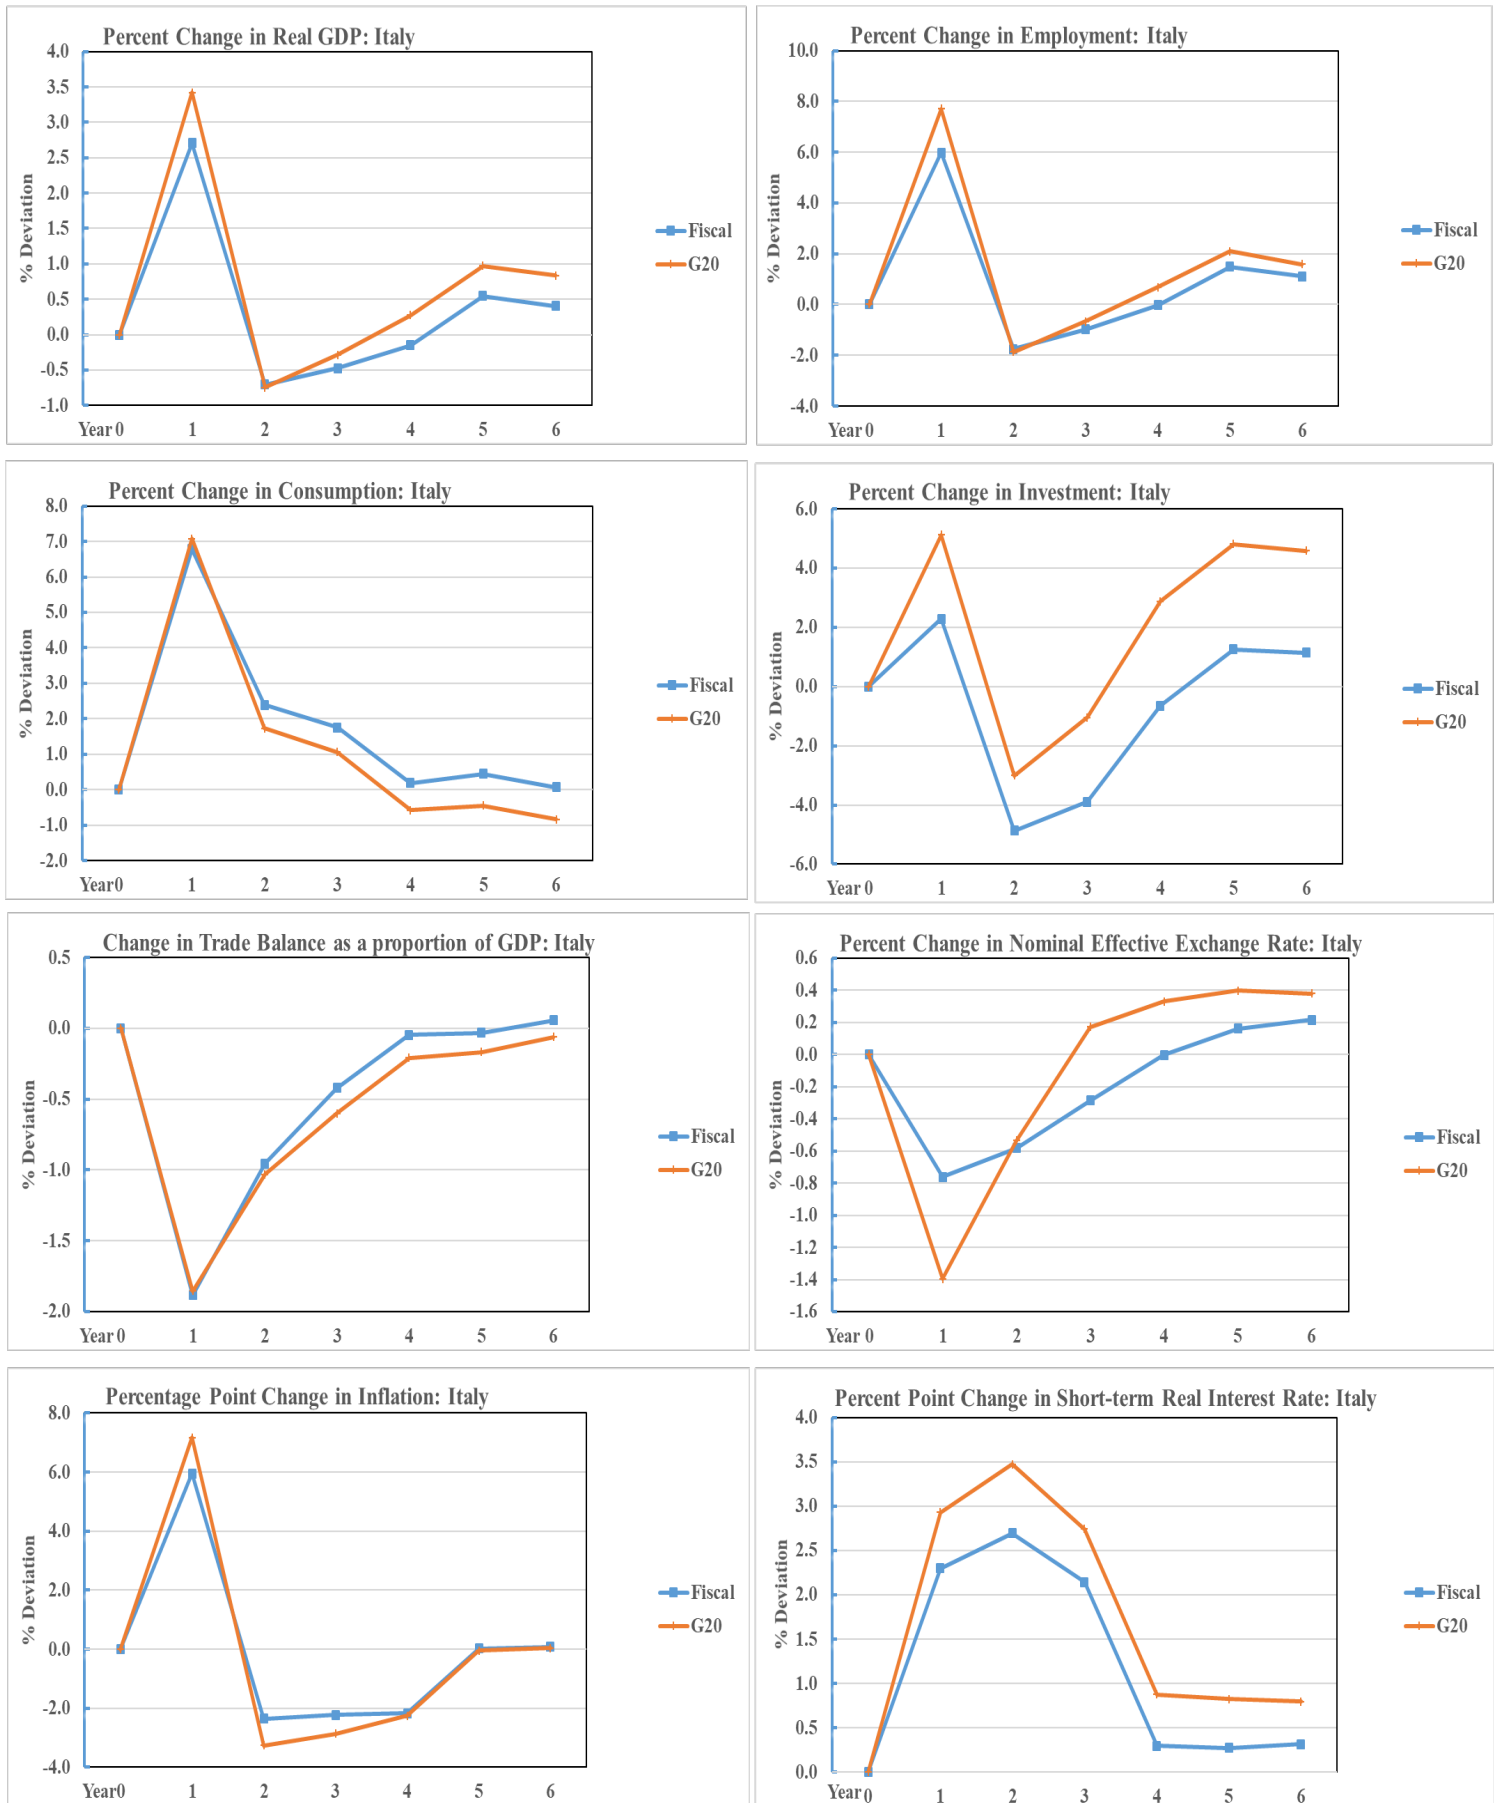 Percent Change in Real GDP: Italy
% Deviation
4.0
3.5
3.0
2.5
2.0
1.5
1.0
0.5
0.0
-0.5
-1.0
Year 0 1 2 3 4 5 6
Fiscal
G20
Percent Change in Employment: Italy
% Deviation
10.0
8.0
6.0
4.0
2.0
0.0
-2.0
-4.0
Year 0 1 2 3 4 5 6
Fiscal
G20
Percent Change in Consumption: Italy
% Deviation
8.0
7.0
6.0
5.0
4.0
3.0
2.0
1.0
0.0
-1.0
-2.0
Year 0 1 2 3 4 5 6
Fiscal
G20
Percent Change in Investment: Italy
% Deviation
6.0
4.0
2.0
0.0
-2.0
-4.0
-6.0
Year 0 1 2 3 4 5 6
Fiscal
G20
Change in Trade Balance as a proportion of GDP: Italy
% Deviation
0.5
0.0
-0.5
-1.0
-1.5
-2.0
Year 0 1 2 3 4 5 6
Fiscal
G20
Percent Change in Nominal Effective Exchange Rate: Italy
% Deviation
0.6
0.4
0.2
0.0
-0.2
-0.4
-0.6
-0.8
-1.0
-1.2
-1.4
-1.6
Year 0 1 2 3 4 5 6
Fiscal
G20
Percentage Point Change in Inflation: Italy
% Deviation
8.0
6.0
4.0
2.0
0.0
-2.0
-4.0
Year 0 1 2 3 4 5 6
Fiscal
G20
Percent Point Change in Short-term Real Interest Rate: Italy
% Deviation
4.0
3.5
3.0
2.5
2.0
1.5
1.0
0.5
0.0
Year 0 1 2 3 4 5 6
Fiscal
G20